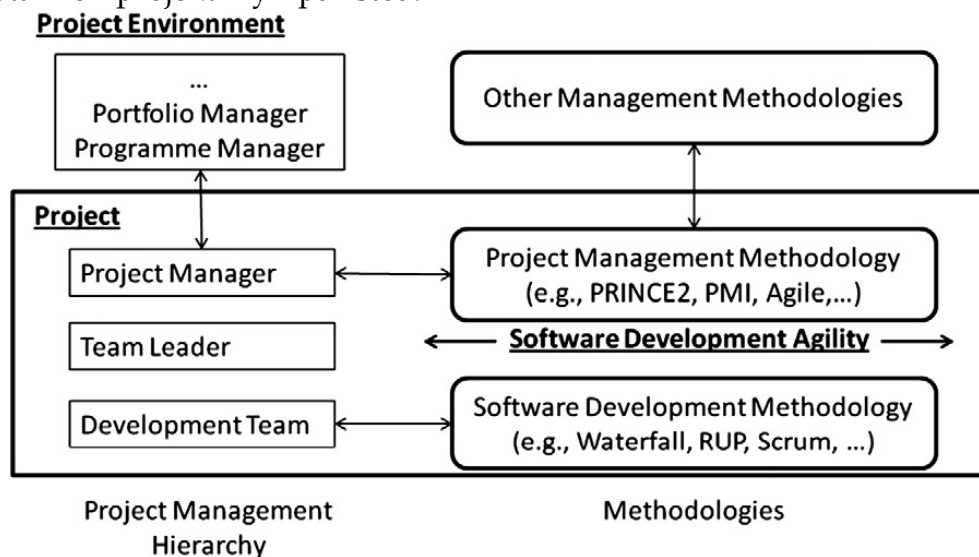 Project Environment
...
Portfolio Manager
Programme Manager
Other Management Methodologies
Project
Project Manager
Project Management Methodology
(e.g., PRINCE2, PMI, Agile,...)
Team Leader
Software Development Agility
Development Team
Software Development Methodology
(e.g., Waterfall, RUP, Scrum, ...)
Project Management
Hierarchy
Methodologies